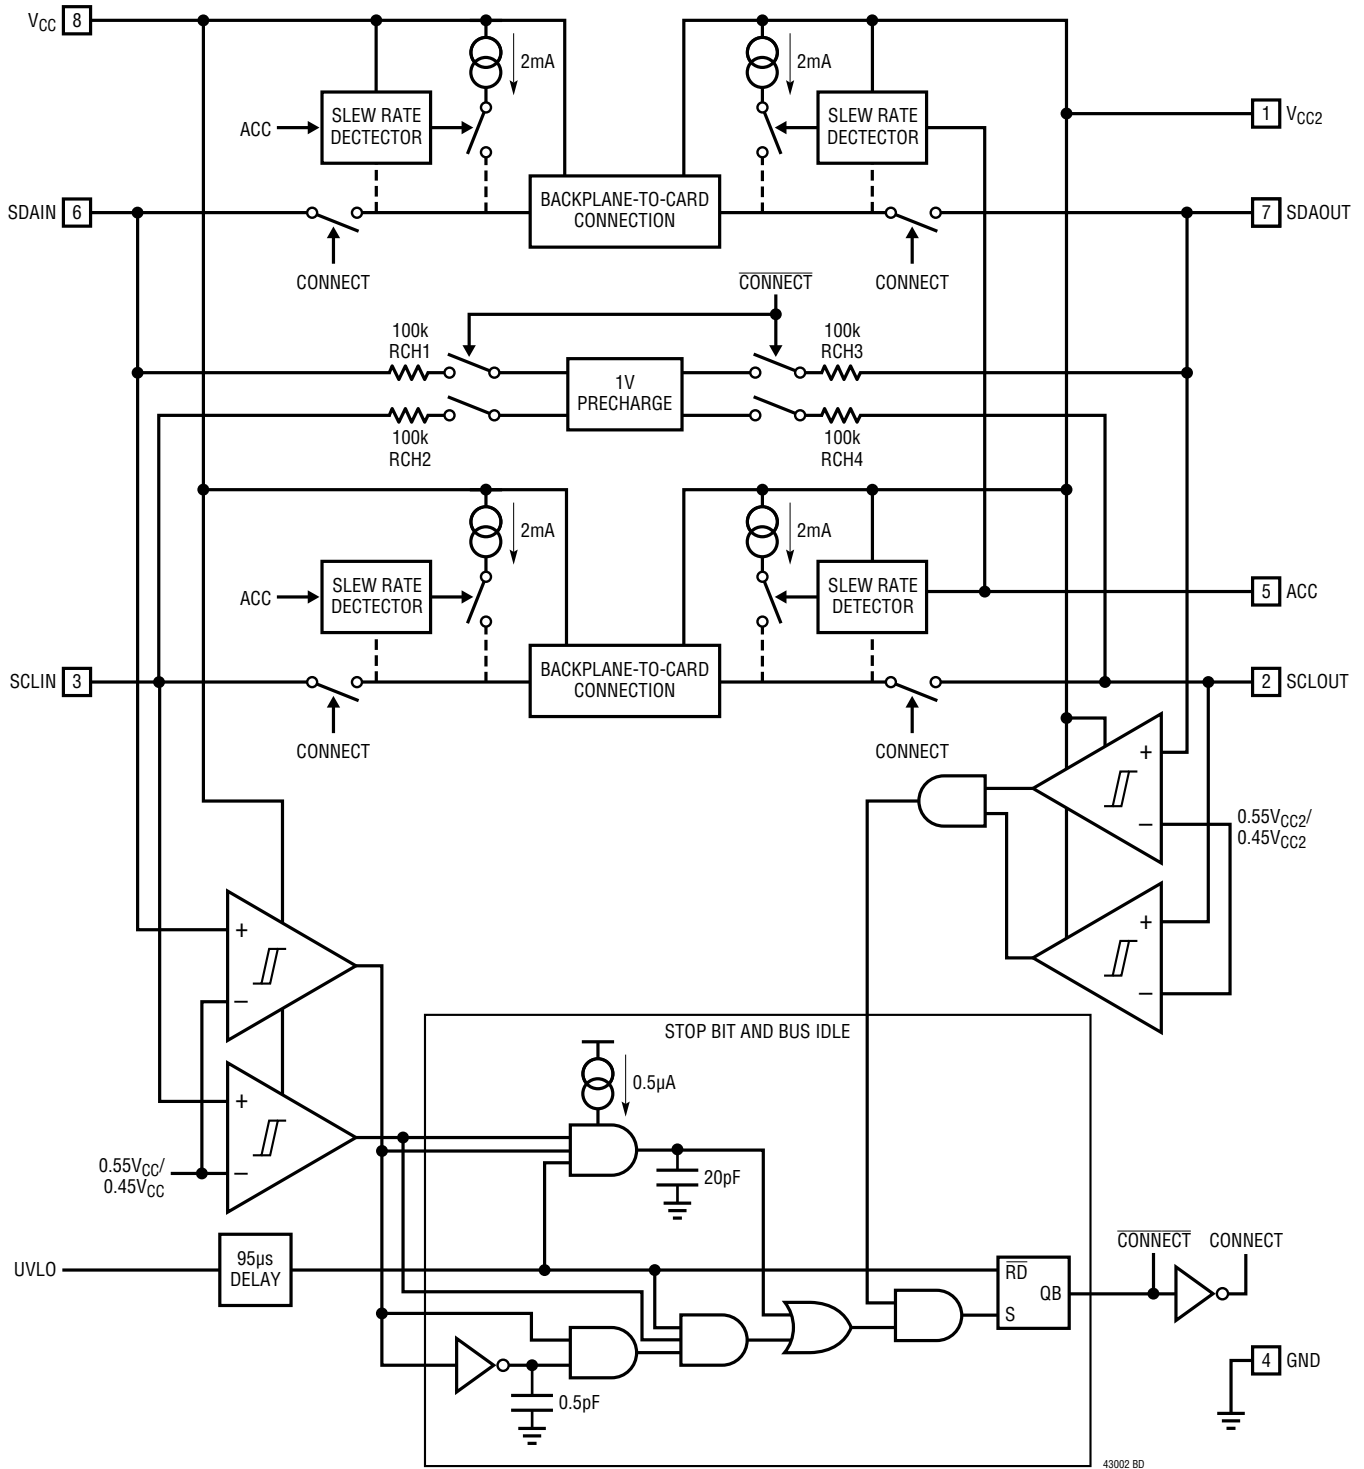 VCC 8
2mA
2mA
ACC
SLEW RATE
DECTECTOR
SLEW RATE
DECTECTOR
1 VCC2
SDAIN 6
BACKPLANE-TO-CARD
CONNECTION
7 SDAOUT
CONNECT
CONNECT
CONNECT
100k
RCH1
1V
PRECHARGE
100k
RCH3
100k
RCH2
100k
RCH4
2mA
2mA
ACC
SLEW RATE
DECTECTOR
SLEW RATE
DETECTOR
5 ACC
SCLIN 3
BACKPLANE-TO-CARD
CONNECTION
2 SCLOUT
CONNECT
CONNECT
+
–
0.55VCC2/
0.45VCC2
+
–
+
–
STOP BIT AND BUS IDLE
0.5µA
+
–
0.55VCC/
0.45VCC
20pF
UVLO
95µs
DELAY
RD
QB
S
CONNECT
CONNECT
0.5pF
4 GND
43002 BD